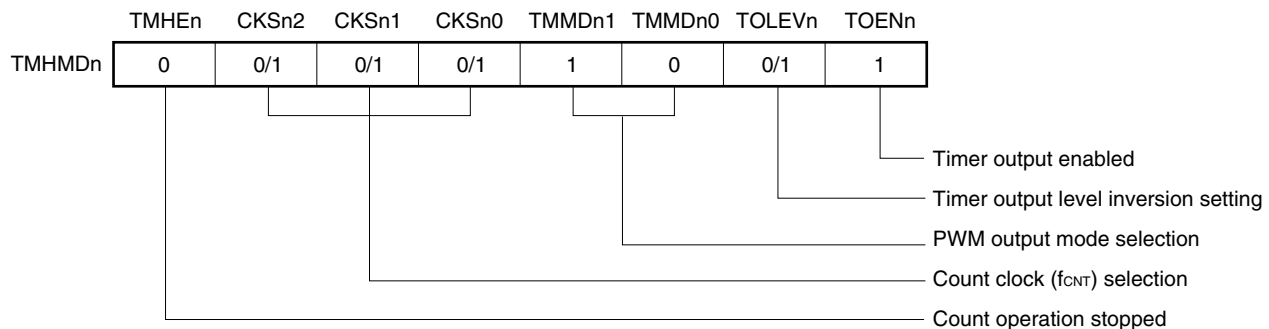 TMHEn CKSn2 CKSn1 CKSn0 TMMDn1 TMMDn0 TOLEVn TOENn
TMHMDn 0 0/1 0/1 0/1 1 0 0/1 1
Timer output enabled
Timer output level inversion setting
PWM output mode selection
Count clock (fCNT) selection
Count operation stopped